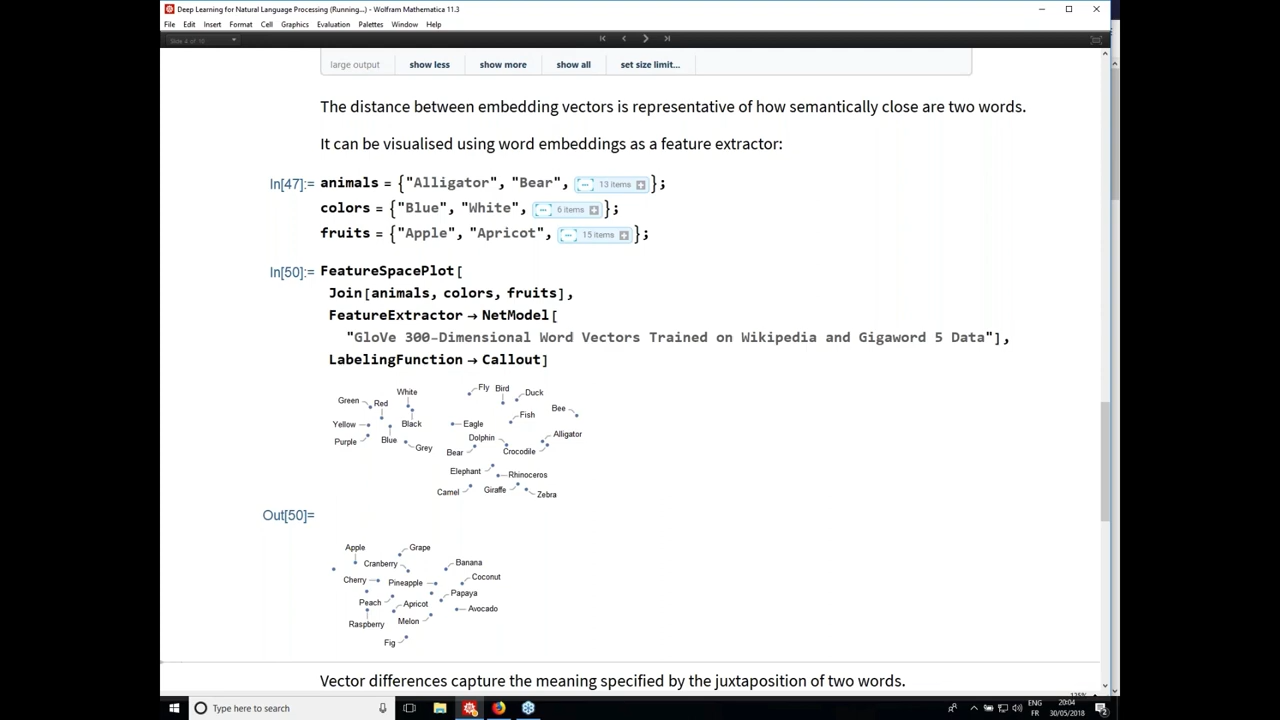 Deep Learning for Natural Language Processing (Running...) - Wolfram Mathematica 11.3
File Edit Insert Format Cell Graphics Evaluation Palettes Window Help
Slide 4 of 10
large output show less show more show all set size limit...
The distance between embedding vectors is representative of how semantically close are two words.
It can be visualised using word embeddings as a feature extractor:
In[47]:= animals = {"Alligator", "Bear", ... 13 items };
colors = {"Blue", "White", ... 6 items };
fruits = {"Apple", "Apricot", ... 15 items };
In[50]:= FeatureSpacePlot[
Join[animals, colors, fruits],
FeatureExtractor → NetModel[
"GloVe 300-Dimensional Word Vectors Trained on Wikipedia and Gigaword 5 Data"],
LabelingFunction → Callout]
White Fly Bird Duck
Green Red Bee
Fish
Yellow Black Eagle
Purple Blue Grey Dolphin Alligator
Bear Crocodile
Elephant Rhinoceros
Camel Giraffe Zebra
Out[50]=
Apple Grape
Cranberry Banana
Cherry Pineapple Coconut
Peach Apricot Papaya
Avocado
Raspberry Melon
Fig
Vector differences capture the meaning specified by the juxtaposition of two words.
125%
Type here to search
ENG 20:04
FR 30/05/2018
2